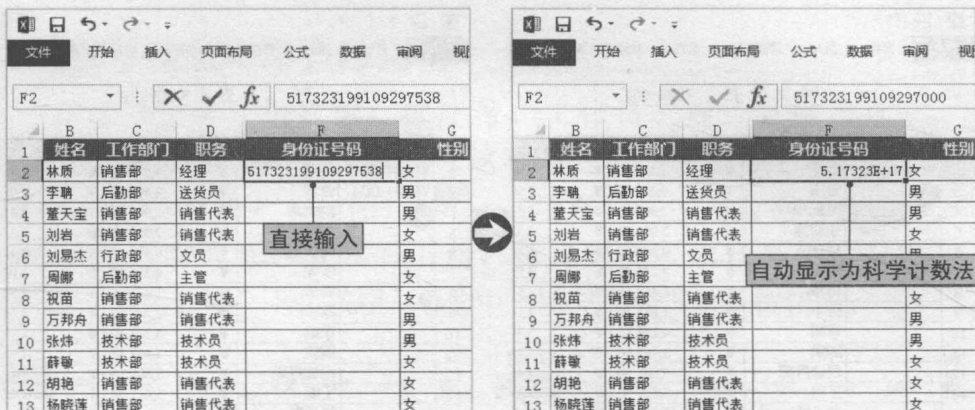 文件 开始 插入 页面布局 公式 数据 审阅
F2 fx 517323199109297538
B C D F G
1 姓名 工作部门 职务 身份证号码 性别
2 林质 销售部 经理 517323199109297538 女
3 李聃 后勤部 送货员 男
4 董天宝 销售部 销售代表 男
5 刘岩 销售部 销售代表 女
6 刘易杰 行政部 文员 男
7 周娜 后勤部 主管 女
8 祝苗 销售部 销售代表 女
9 万邦舟 销售部 销售代表 男
10 张炜 技术部 技术员 男
11 薛敏 技术部 技术员 女
12 胡艳 销售部 销售代表 女
13 杨晓莲 销售部 销售代表 女
直接输入
文件 开始 插入 页面布局 公式 数据 审阅
F2 fx 517323199109297000
B C D F G
1 姓名 工作部门 职务 身份证号码 性别
2 林质 销售部 经理 5.17323E+17 女
3 李聃 后勤部 送货员 男
4 董天宝 销售部 销售代表 男
5 刘岩 销售部 销售代表 女
6 刘易杰 行政部 文员
7 周娜 后勤部 主管
8 祝苗 销售部 销售代表 女
9 万邦舟 销售部 销售代表 男
10 张炜 技术部 技术员 男
11 薛敏 技术部 技术员 女
12 胡艳 销售部 销售代表 女
13 杨晓莲 销售部 销售代表 女
自动显示为科学计数法